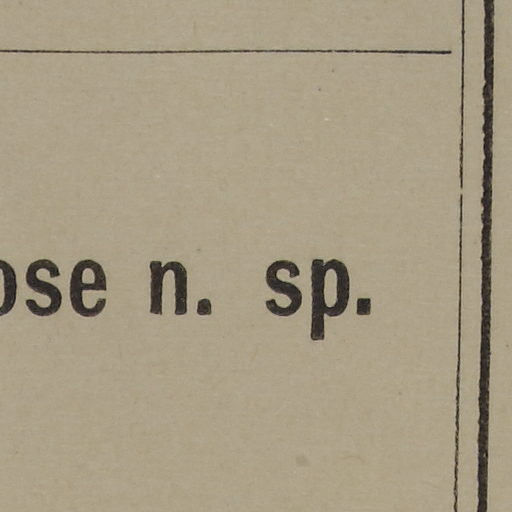 ose n. sp.